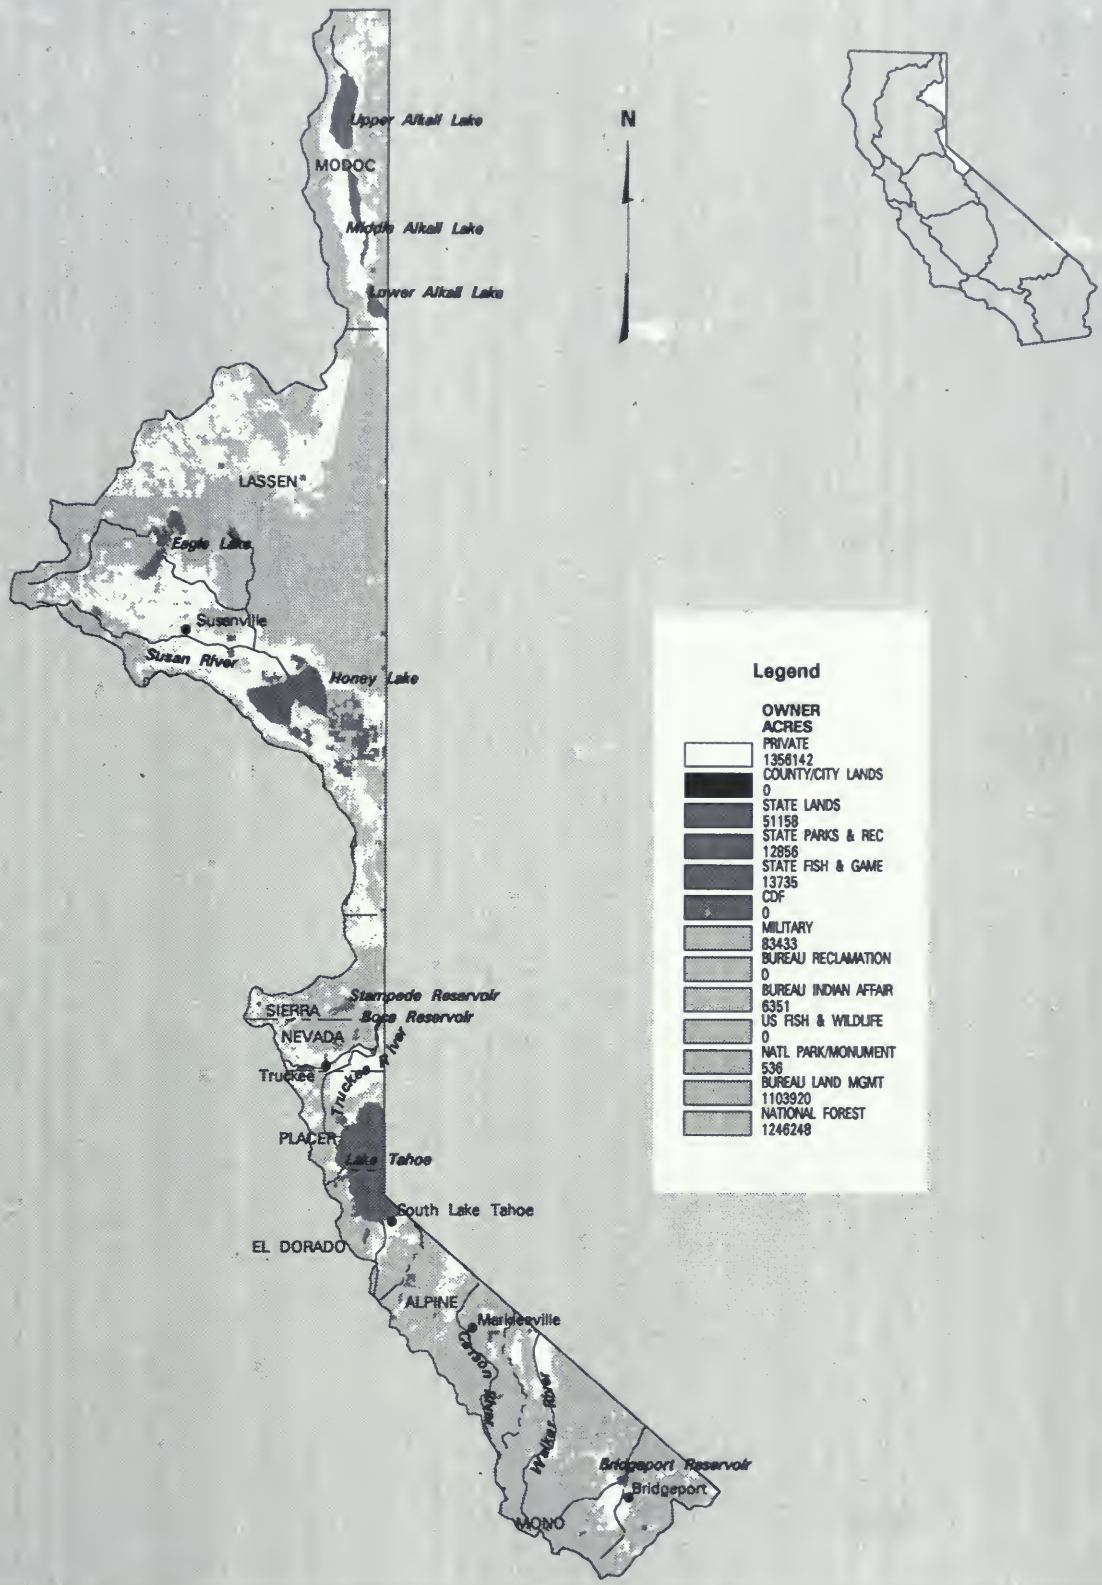 N
Upper Alkali Lake
MODOC
Middle Alkali Lake
Lower Alkali Lake
LASSEN
Eagle Lake
Susanville
Susan River
Honey Lake
Legend
OWNER
ACRES
PRIVATE
1356142
COUNTY/CITY LANDS
0
STATE LANDS
51158
STATE PARKS & REC
12856
STATE FISH & GAME
13735
CDF
0
MILITARY
83433
BUREAU RECLAMATION
0
BUREAU INDIAN AFFAIR
6351
US FISH & WILDLIFE
0
NATL PARK/MONUMENT
536
BUREAU LAND MGMT
1103920
NATIONAL FOREST
1246248
Stampede Reservoir
SIERRA
Boca Reservoir
NEVADA
Truckee
Truckee River
PLACER
Lake Tahoe
South Lake Tahoe
EL DORADO
ALPINE
Markleeville
Carson River
Walker River
Bridgeport Reservoir
Bridgeport
MONO